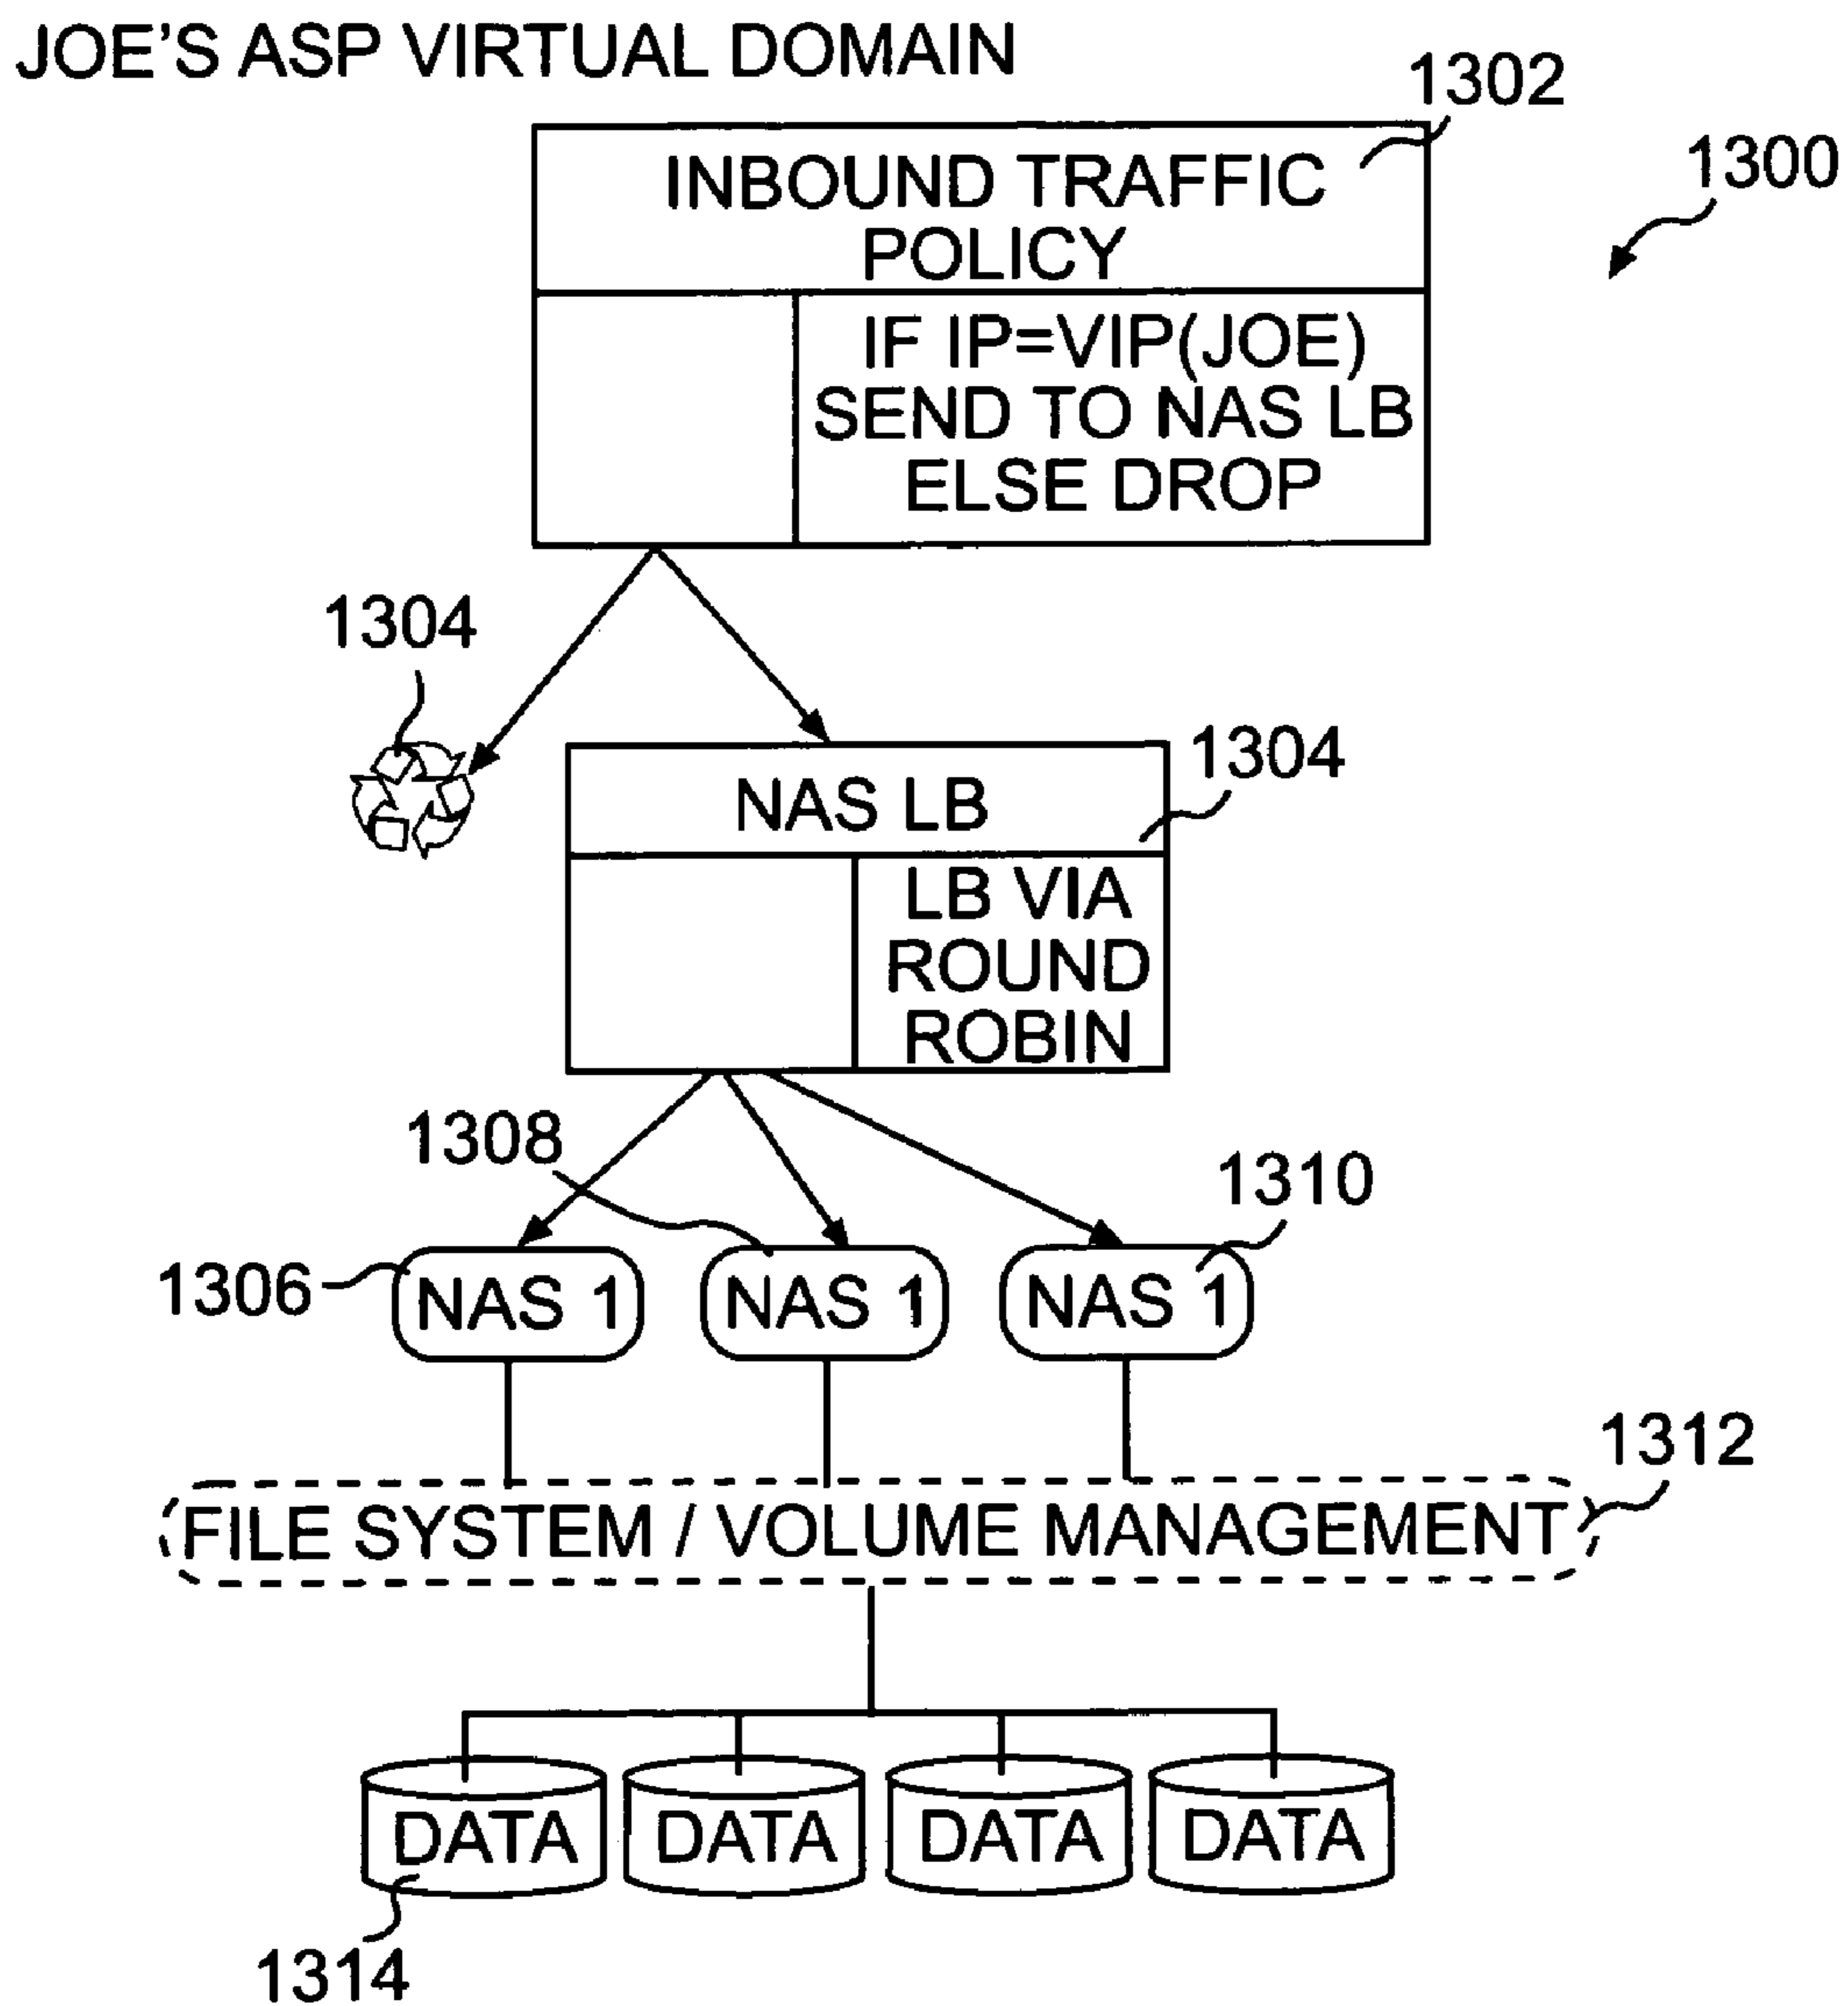 JOE'S ASP VIRTUAL DOMAIN
1302
1300
INBOUND TRAFFIC
POLICY
IF IP=VIP(JOE)
SEND TO NAS LB
ELSE DROP
1304
1304
NAS LB
LB VIA
ROUND
ROBIN
1308
1310
1306
NAS 1
NAS 1
NAS 1
1312
FILE SYSTEM / VOLUME MANAGEMENT
DATA
DATA
DATA
DATA
1314